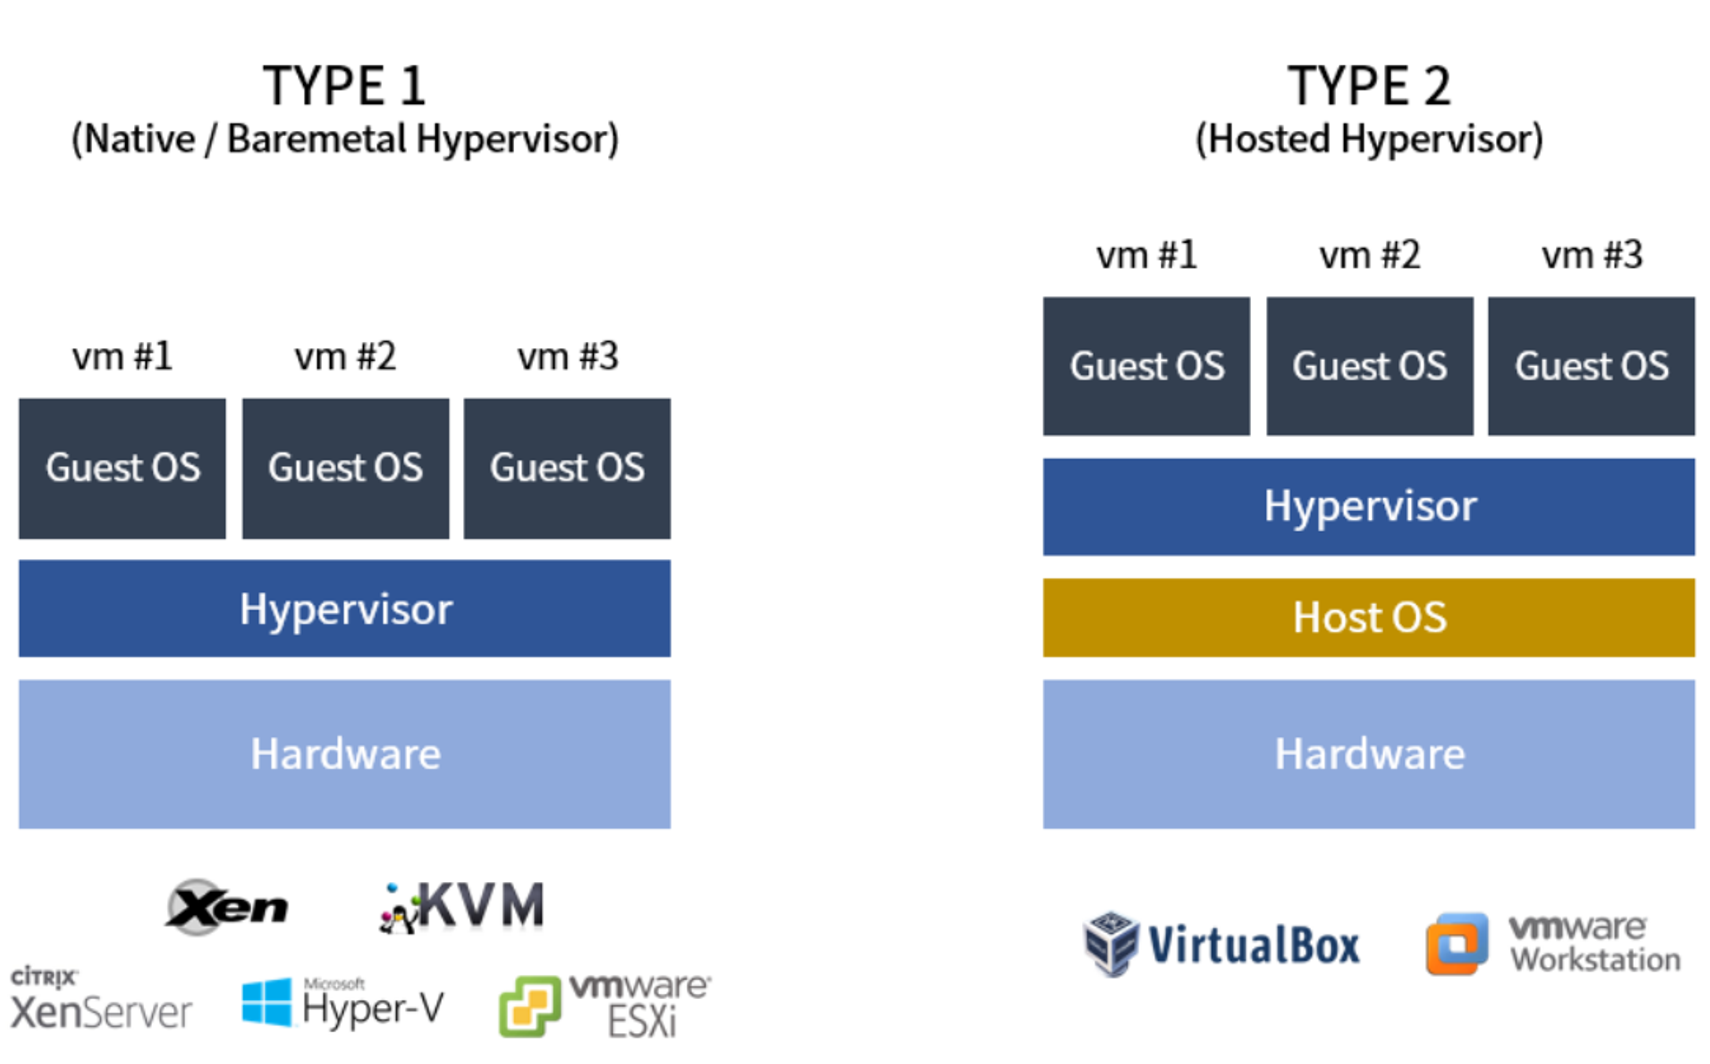 TYPE 1
(Native / Baremetal Hypervisor)
vm #1 vm #2 vm #3
Guest OS Guest OS Guest OS
Hypervisor
Hardware
Xen KVM
CİTRIX
XenServer
Microsoft
Hyper-V
vmware
ESXi
TYPE 2
(Hosted Hypervisor)
vm #1 vm #2 vm #3
Guest OS Guest OS Guest OS
Hypervisor
Host OS
Hardware
VirtualBox
vmware
Workstation